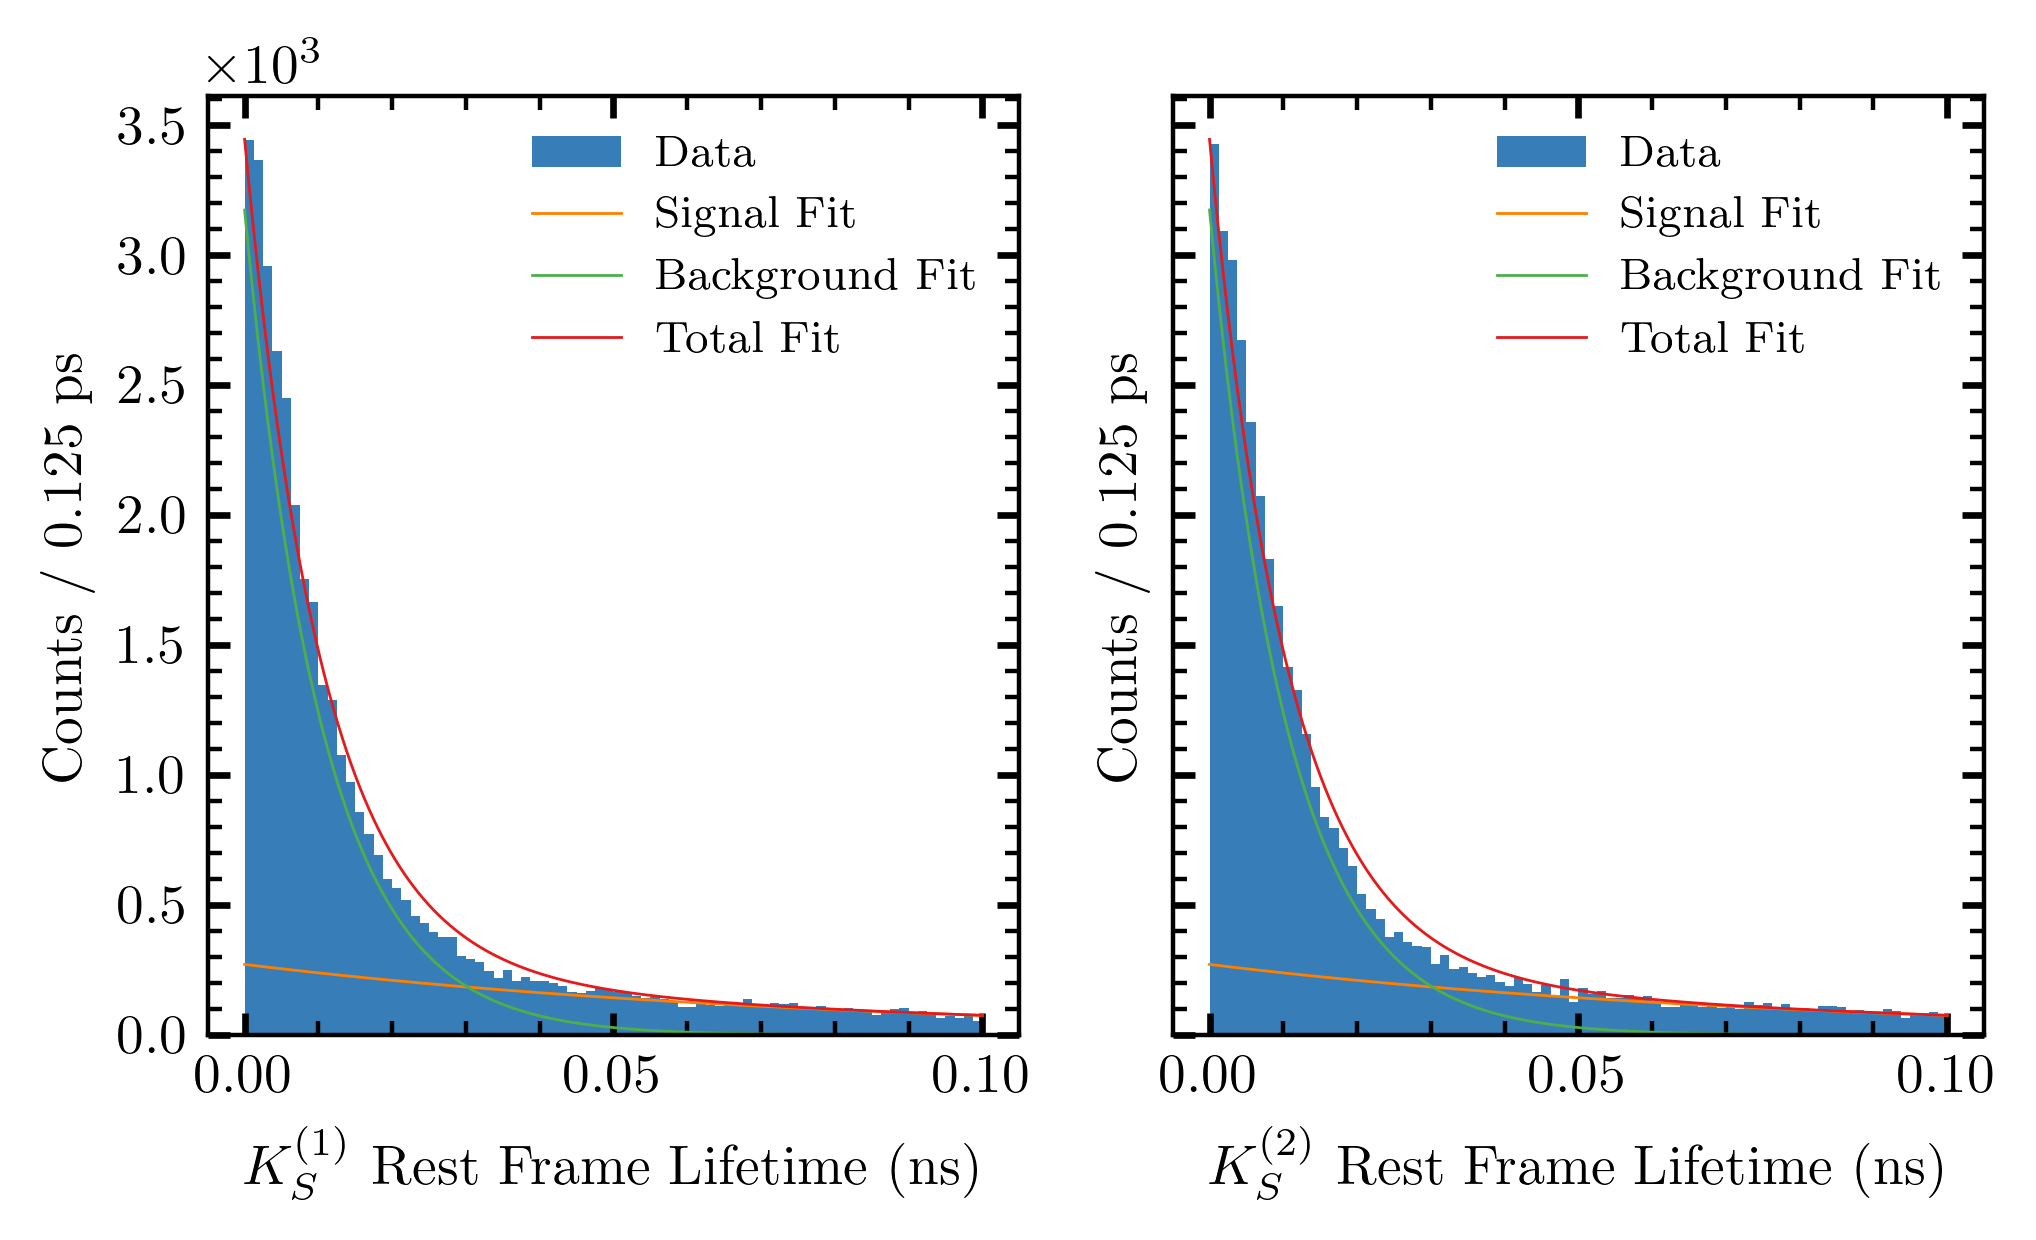 ×10³
3.5
3.0
2.5
2.0
1.5
1.0
0.5
0.0
Counts / 0.125 ps
Data
Signal Fit
Background Fit
Total Fit
0.00 0.05 0.10
K_S^(1) Rest Frame Lifetime (ns)
Counts / 0.125 ps
Data
Signal Fit
Background Fit
Total Fit
0.00 0.05 0.10
K_S^(2) Rest Frame Lifetime (ns)